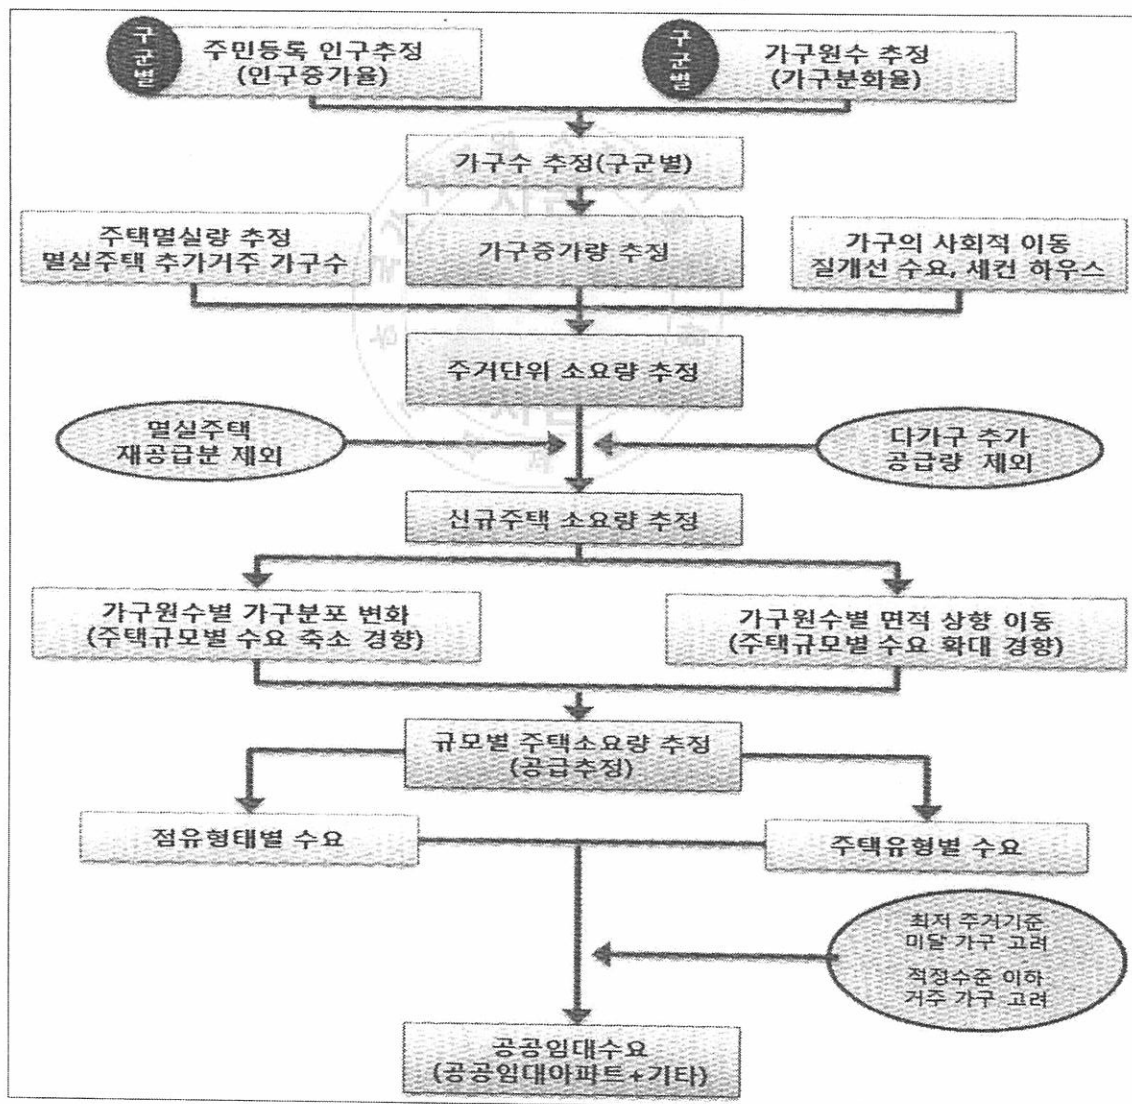 구군별
주민등록 인구추정
(인구증가율)
구군별
가구원수 추정
(가구분화율)
가구수 추정(구군별)
주택멸실량 추정
멸실주택 추가거주 가구수
가구증가량 추정
가구의 사회적 이동
질개선 수요, 세컨 하우스
주거단위 소요량 추정
멸실주택
재공급분 제외
다가구 추가
공급량 제외
신규주택 소요량 추정
가구원수별 가구분포 변화
(주택규모별 수요 축소 경향)
가구원수별 면적 상향 이동
(주택규모별 수요 확대 경향)
규모별 주택소요량 추정
(공급추정)
점유형태별 수요
주택유형별 수요
최저 주거기준
미달 가구 고려
적정수준 이하
거주 가구 고려
공공임대수요
(공공임대아파트+기타)